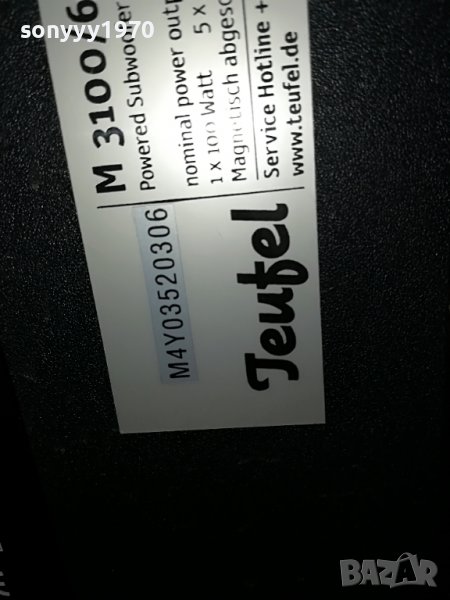 sonyyy1970
M 3100/6
Powered Subwoofer
nominal power outp
1 x 100 Watt 5 x
Magnetisch abgesc
Service Hotline +
www.teufel.de
M4Y03520306
Teufel
BAZAR